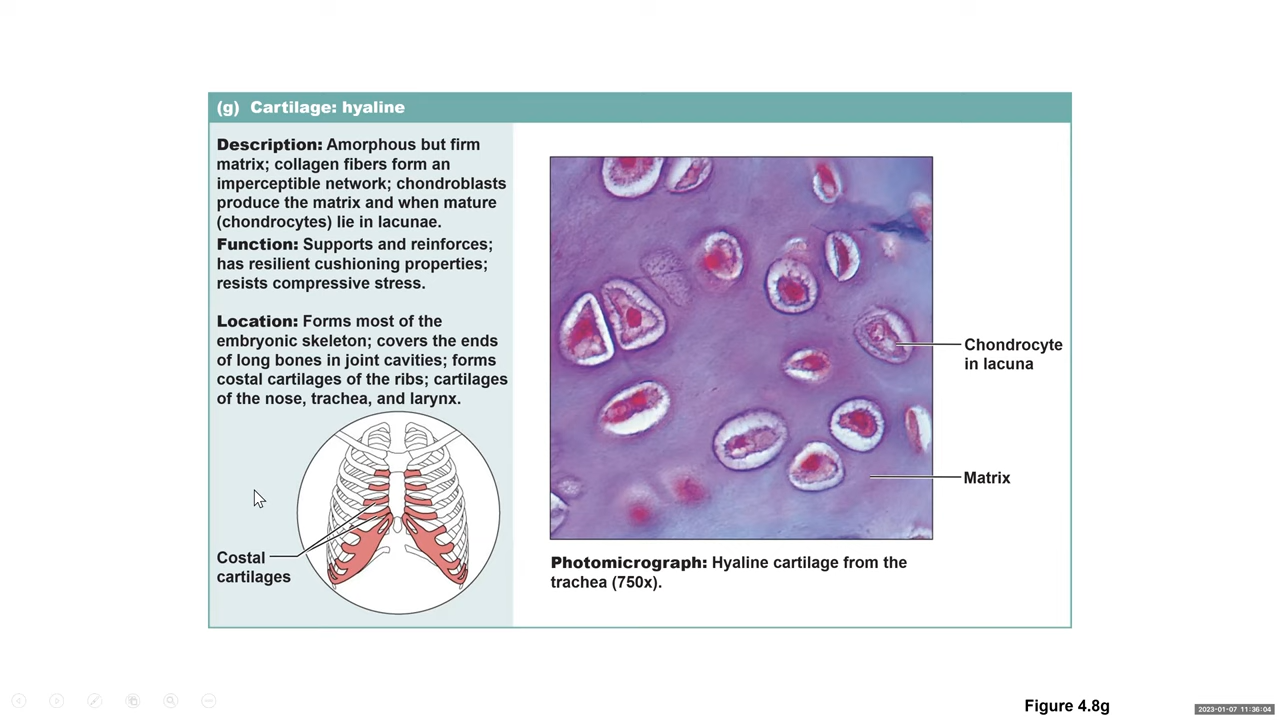 (g) Cartilage: hyaline
Description: Amorphous but firm
matrix; collagen fibers form an
imperceptible network; chondroblasts
produce the matrix and when mature
(chondrocytes) lie in lacunae.
Function: Supports and reinforces;
has resilient cushioning properties;
resists compressive stress.
Location: Forms most of the
embryonic skeleton; covers the ends
of long bones in joint cavities; forms
costal cartilages of the ribs; cartilages
of the nose, trachea, and larynx.
Costal
cartilages
Chondrocyte
in lacuna
Matrix
Photomicrograph: Hyaline cartilage from the
trachea (750x).
Figure 4.8g
2023-01-07 11:36:04